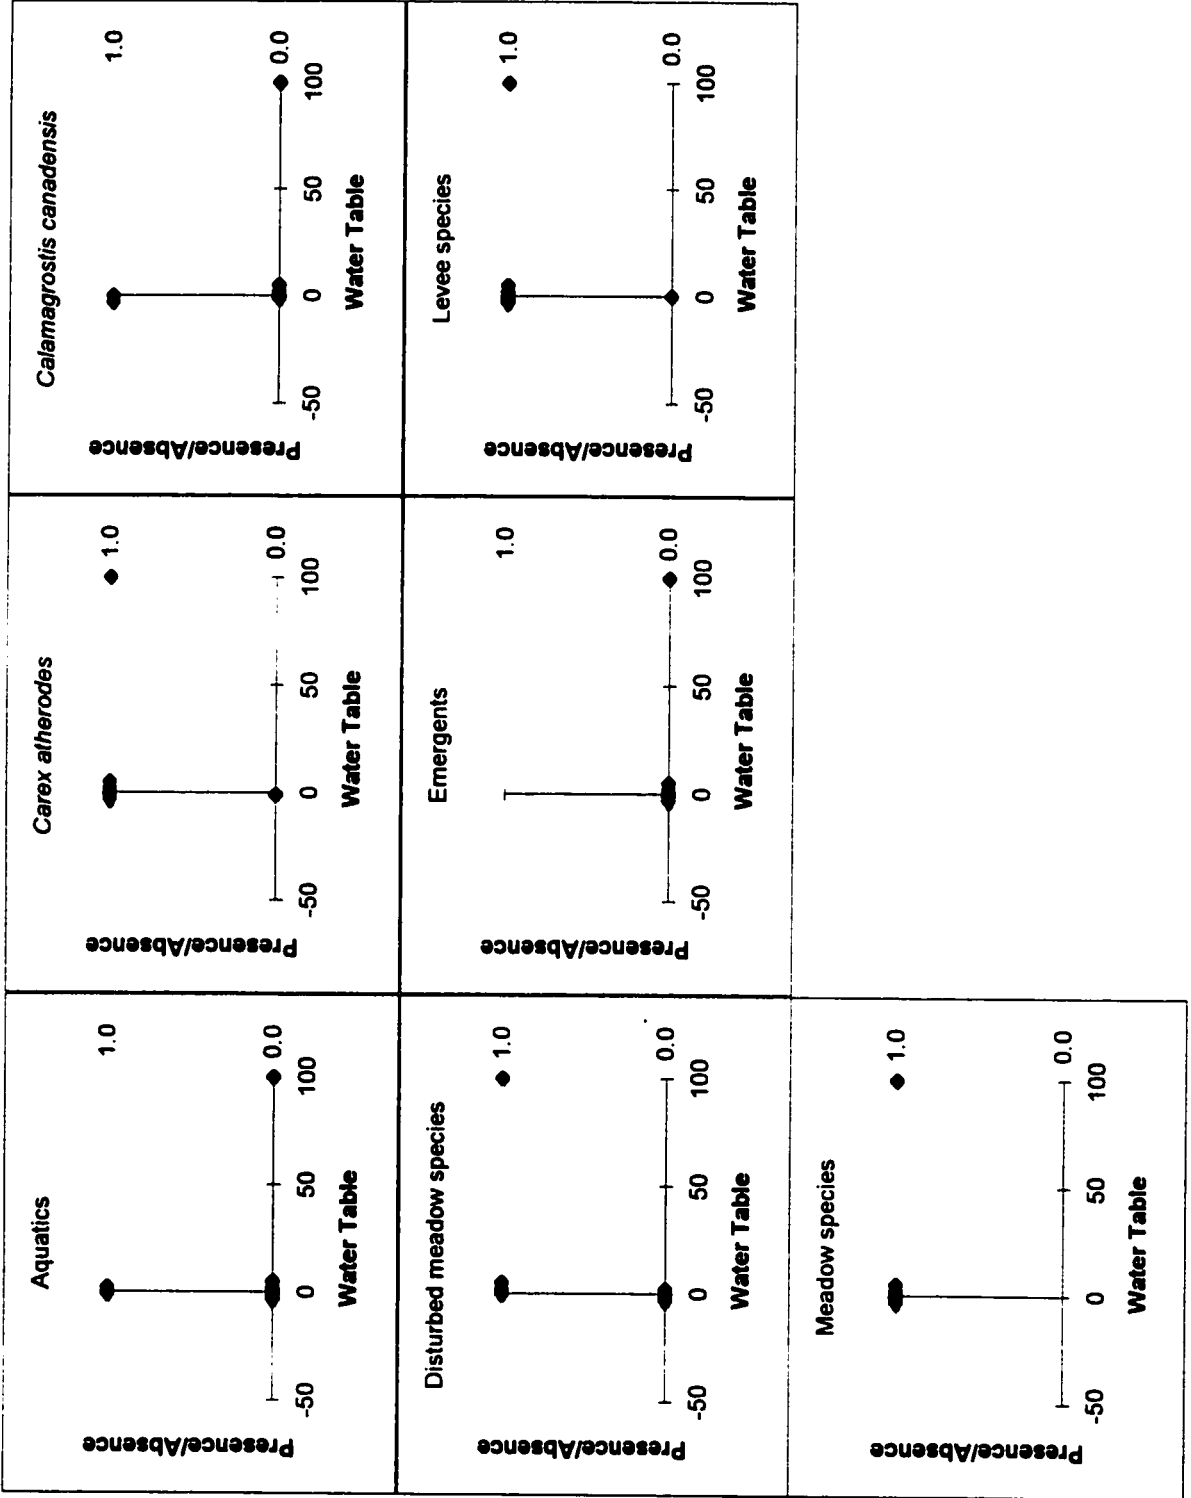 Aquatics
1.0
0.0
-50
0
50
100
Water Table
Presence/Absence
Carex atherodes
1.0
0.0
-50
0
50
100
Water Table
Presence/Absence
Calamagrostis canadensis
1.0
0.0
-50
0
50
100
Water Table
Presence/Absence
Disturbed meadow species
1.0
0.0
-50
0
50
100
Water Table
Presence/Absence
Emergents
1.0
0.0
-50
0
50
100
Water Table
Presence/Absence
Levee species
1.0
0.0
-50
0
50
100
Water Table
Presence/Absence
Meadow species
1.0
0.0
-50
0
50
100
Water Table
Presence/Absence